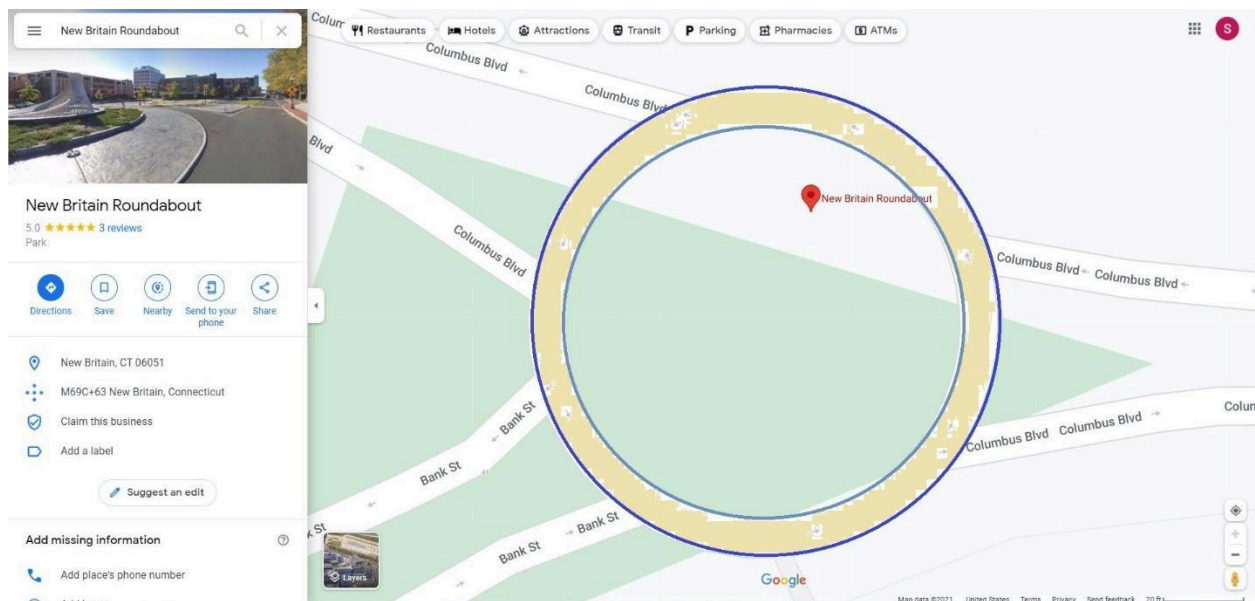 New Britain Roundabout
Restaurants
Hotels
Attractions
Transit
Parking
Pharmacies
ATMs
S
Columbus Blvd
Columbus Blvd
Blvd
Columbus Blvd
New Britain Roundabout
Columbus Blvd
Columbus Blvd
Columbus Blvd
Columbus Blvd
Colum
Bank St
Bank St
Bank St
Bank St
St
New Britain Roundabout
5.0 ★★★★★ 3 reviews
Park
Directions
Save
Nearby
Send to your
phone
Share
New Britain, CT 06051
M69C+63 New Britain, Connecticut
Claim this business
Add a label
Suggest an edit
Add missing information
Add place's phone number
Layers
Google
Map data ©2021 United States Terms Privacy Send feedback 20 ft